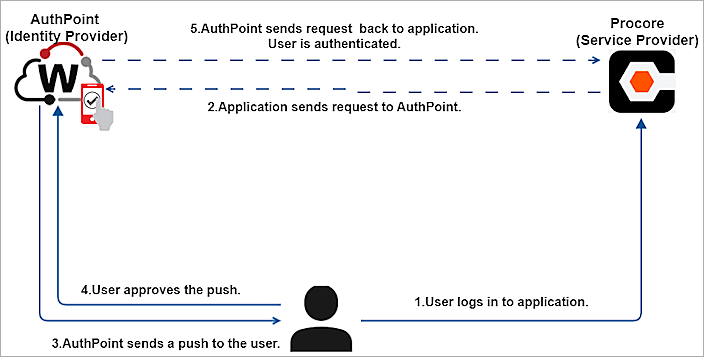 AuthPoint
(Identity Provider)
5.AuthPoint sends request back to application.
User is authenticated.
Procore
(Service Provider)
W
2.Application sends request to AuthPoint.
4.User approves the push.
1.User logs in to application.
3.AuthPoint sends a push to the user.